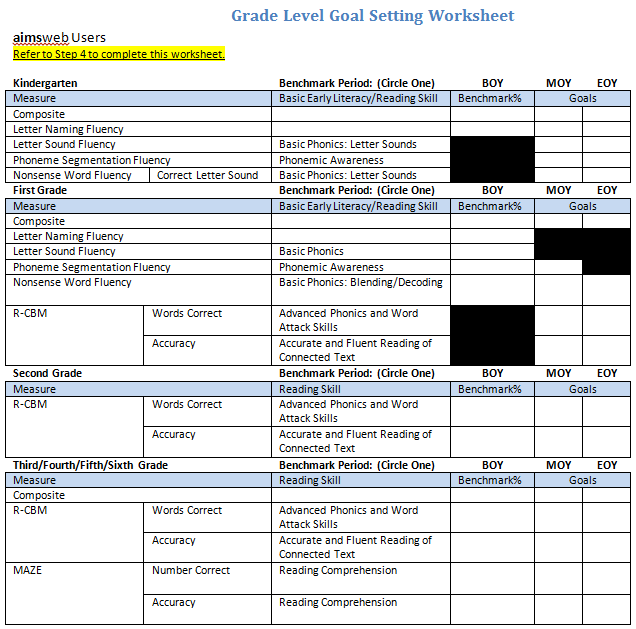 Grade Level Goal Setting Worksheet
aimsweb Users
Refer to Step 4 to complete this worksheet.
Kindergarten Benchmark Period: (Circle One) BOY MOY EOY
Measure Basic Early Literacy/Reading Skill Benchmark% Goals
Composite
Letter Naming Fluency
Letter Sound Fluency Basic Phonics: Letter Sounds
Phoneme Segmentation Fluency Phonemic Awareness
Nonsense Word Fluency Correct Letter Sound Basic Phonics: Letter Sounds
First Grade Benchmark Period: (Circle One) BOY MOY EOY
Measure Basic Early Literacy/Reading Skill Benchmark% Goals
Composite
Letter Naming Fluency
Letter Sound Fluency Basic Phonics
Phoneme Segmentation Fluency Phonemic Awareness
Nonsense Word Fluency Basic Phonics: Blending/Decoding
R-CBM Words Correct Advanced Phonics and Word
Attack Skills
Accuracy Accurate and Fluent Reading of
Connected Text
Second Grade Benchmark Period: (Circle One) BOY MOY EOY
Measure Reading Skill Benchmark% Goals
R-CBM Words Correct Advanced Phonics and Word
Attack Skills
Accuracy Accurate and Fluent Reading of
Connected Text
Third/Fourth/Fifth/Sixth Grade Benchmark Period: (Circle One) BOY MOY EOY
Measure Reading Skill Benchmark% Goals
Composite
R-CBM Words Correct Advanced Phonics and Word
Attack Skills
Accuracy Accurate and Fluent Reading of
Connected Text
MAZE Number Correct Reading Comprehension
Accuracy Reading Comprehension